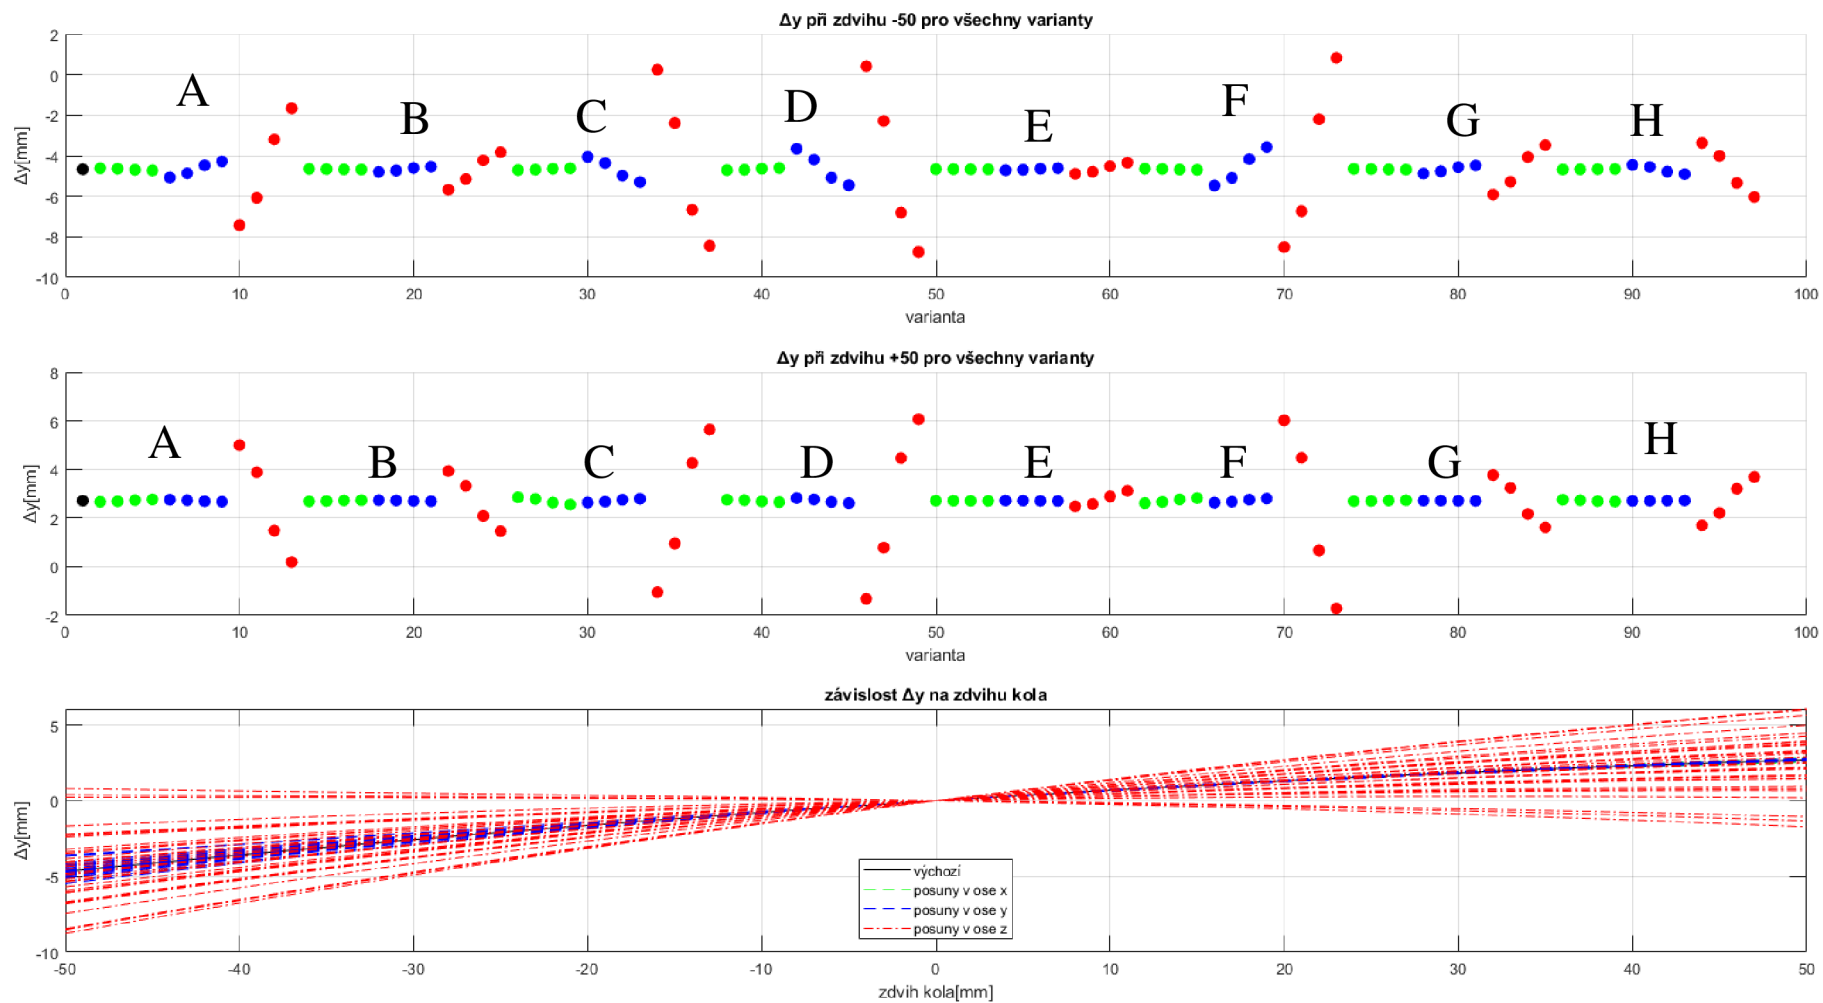 Δy při zdvihu -50 pro všechny varianty
2
0
-2
-4
-6
-8
-10
Δy[mm]
A
B
C
D
E
F
G
H
0 10 20 30 40 50 60 70 80 90 100
varianta
Δy při zdvihu +50 pro všechny varianty
8
6
4
2
0
-2
Δy[mm]
A
B
C
D
E
F
G
H
0 10 20 30 40 50 60 70 80 90 100
varianta
závislost Δy na zdvihu kola
5
0
-5
-10
Δy[mm]
výchozí
posuny v ose x
posuny v ose y
posuny v ose z
-50 -40 -30 -20 -10 0 10 20 30 40 50
zdvih kola[mm]